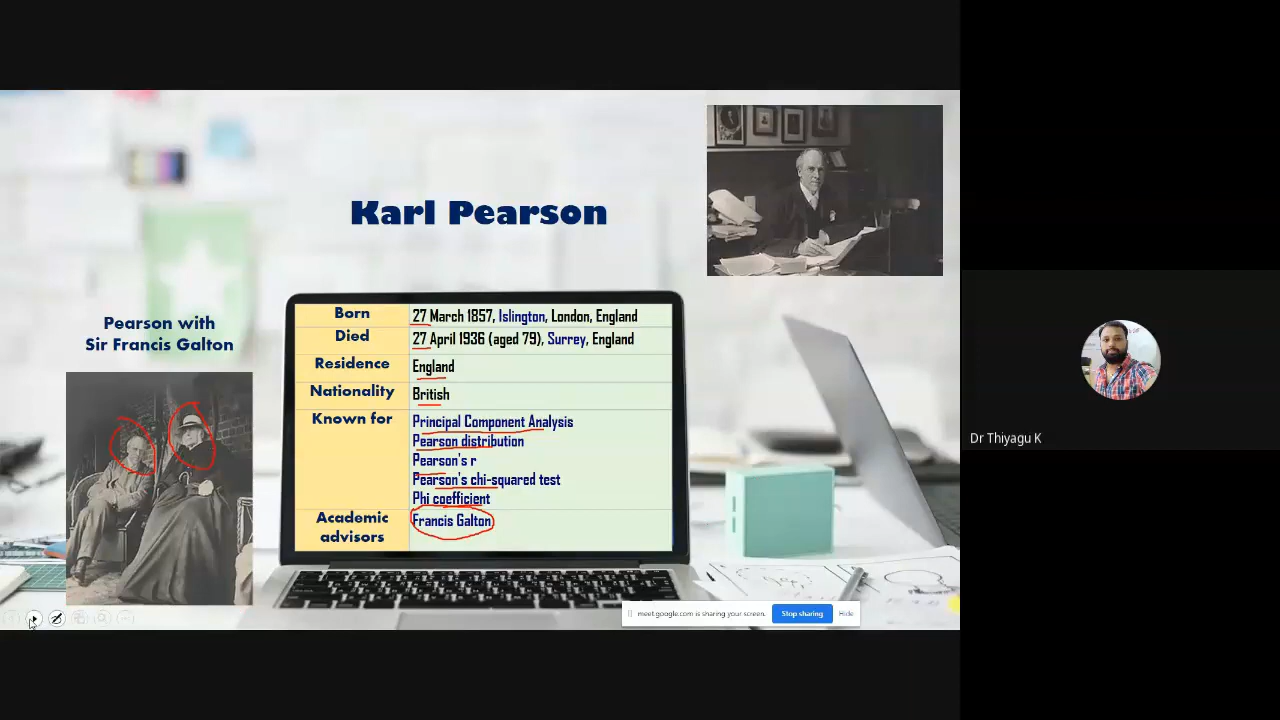 Karl Pearson
Pearson with
Sir Francis Galton
Born 27 March 1857, Islington, London, England
Died 27 April 1936 (aged 79), Surrey, England
Residence England
Nationality British
Known for Principal Component Analysis
Pearson distribution
Pearson's r
Pearson's chi-squared test
Phi coefficient
Academic advisors Francis Galton
meet.google.com is sharing your screen. Stop sharing Hide
Dr Thiyagu K